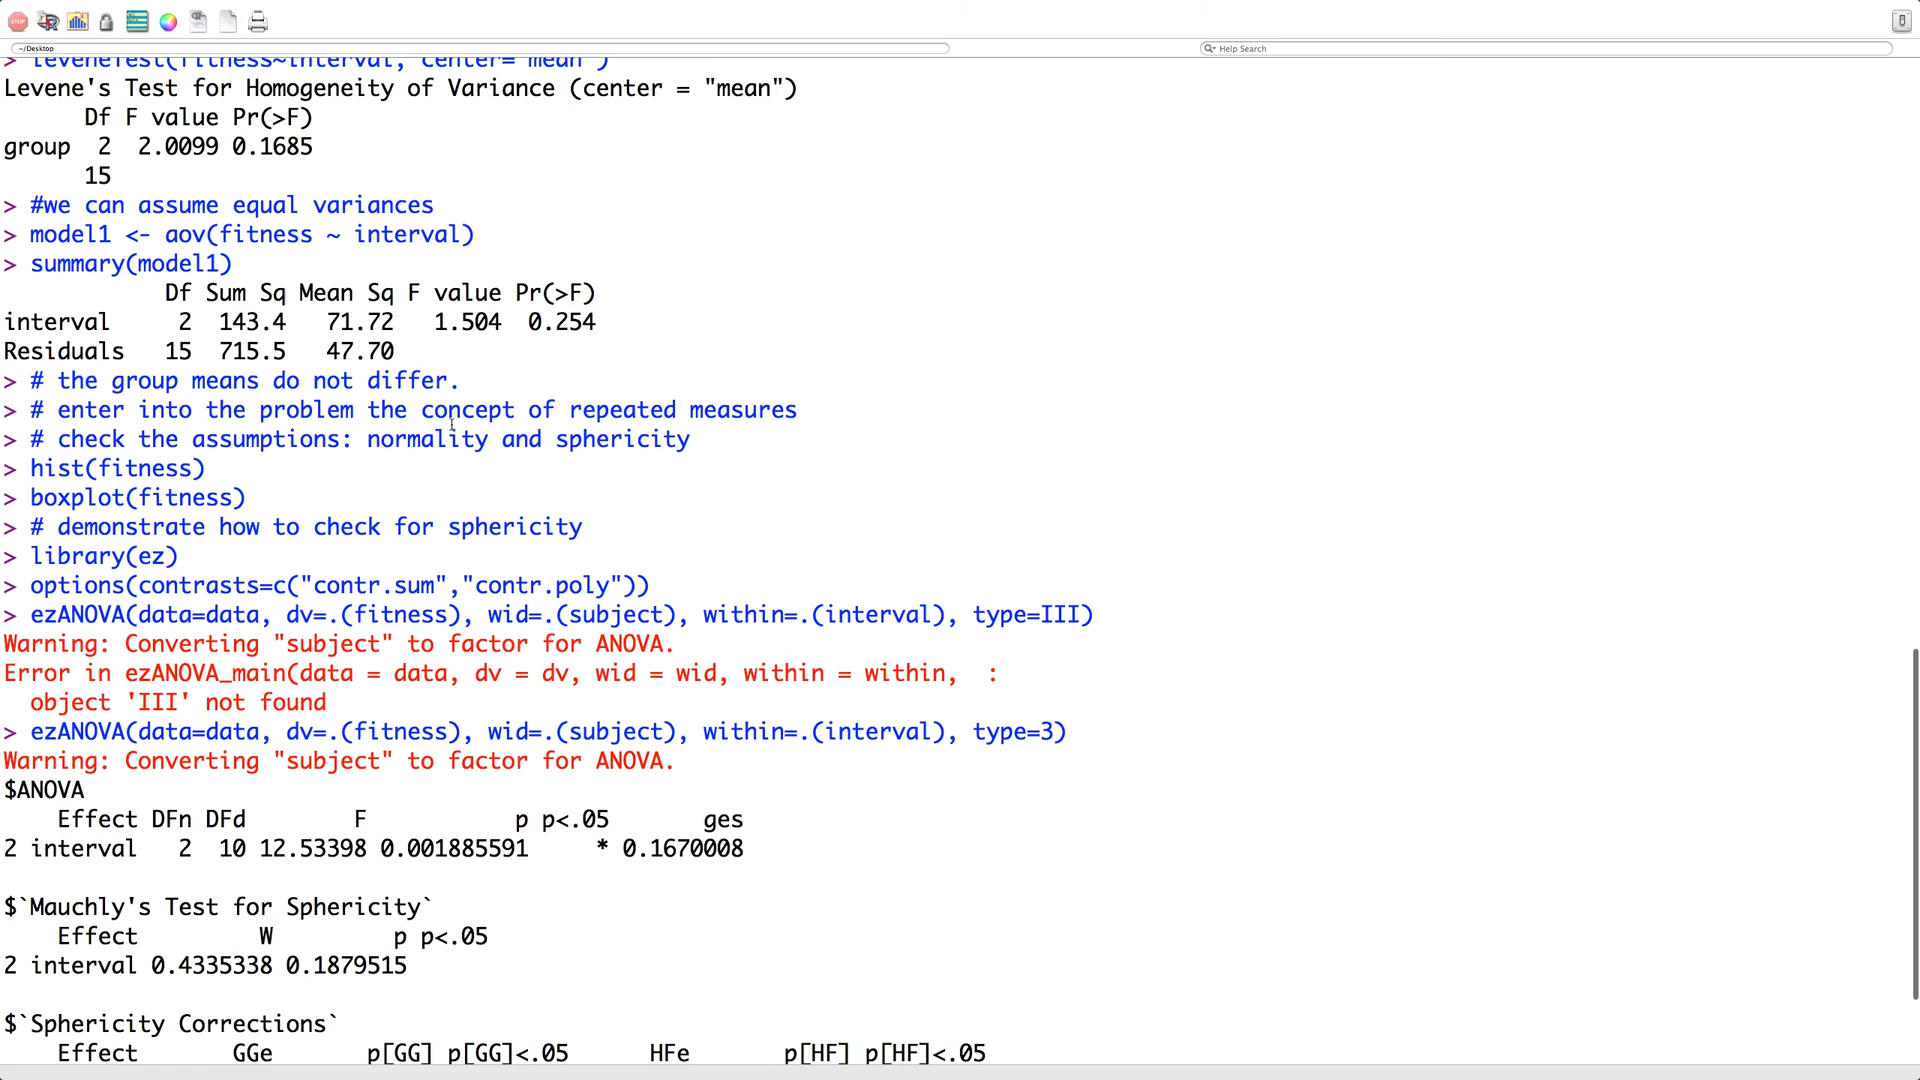 STOP
~/Desktop
Help Search
> leveneTest(fitness~interval, center="mean")
Levene's Test for Homogeneity of Variance (center = "mean")
      Df F value Pr(>F)
group  2  2.0099 0.1685
      15
> #we can assume equal variances
> model1 <- aov(fitness ~ interval)
> summary(model1)
            Df Sum Sq Mean Sq F value Pr(>F)
interval     2  143.4   71.72   1.504  0.254
Residuals   15  715.5   47.70
> # the group means do not differ.
> # enter into the problem the concept of repeated measures
> # check the assumptions: normality and sphericity
> hist(fitness)
> boxplot(fitness)
> # demonstrate how to check for sphericity
> library(ez)
> options(contrasts=c("contr.sum","contr.poly"))
> ezANOVA(data=data, dv=.(fitness), wid=.(subject), within=.(interval), type=III)
Warning: Converting "subject" to factor for ANOVA.
Error in ezANOVA_main(data = data, dv = dv, wid = wid, within = within,  :
  object 'III' not found
> ezANOVA(data=data, dv=.(fitness), wid=.(subject), within=.(interval), type=3)
Warning: Converting "subject" to factor for ANOVA.
$ANOVA
    Effect DFn DFd        F           p p<.05       ges
2 interval   2  10 12.53398 0.001885591     * 0.1670008
$`Mauchly's Test for Sphericity`
    Effect         W         p p<.05
2 interval 0.4335338 0.1879515
$`Sphericity Corrections`
    Effect       GGe      p[GG] p[GG]<.05      HFe       p[HF] p[HF]<.05